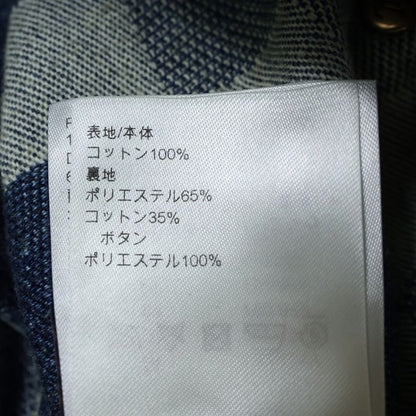 表地/本体
コットン100%
裏地
ポリエステル65%
コットン35%
ボタン
ポリエステル100%